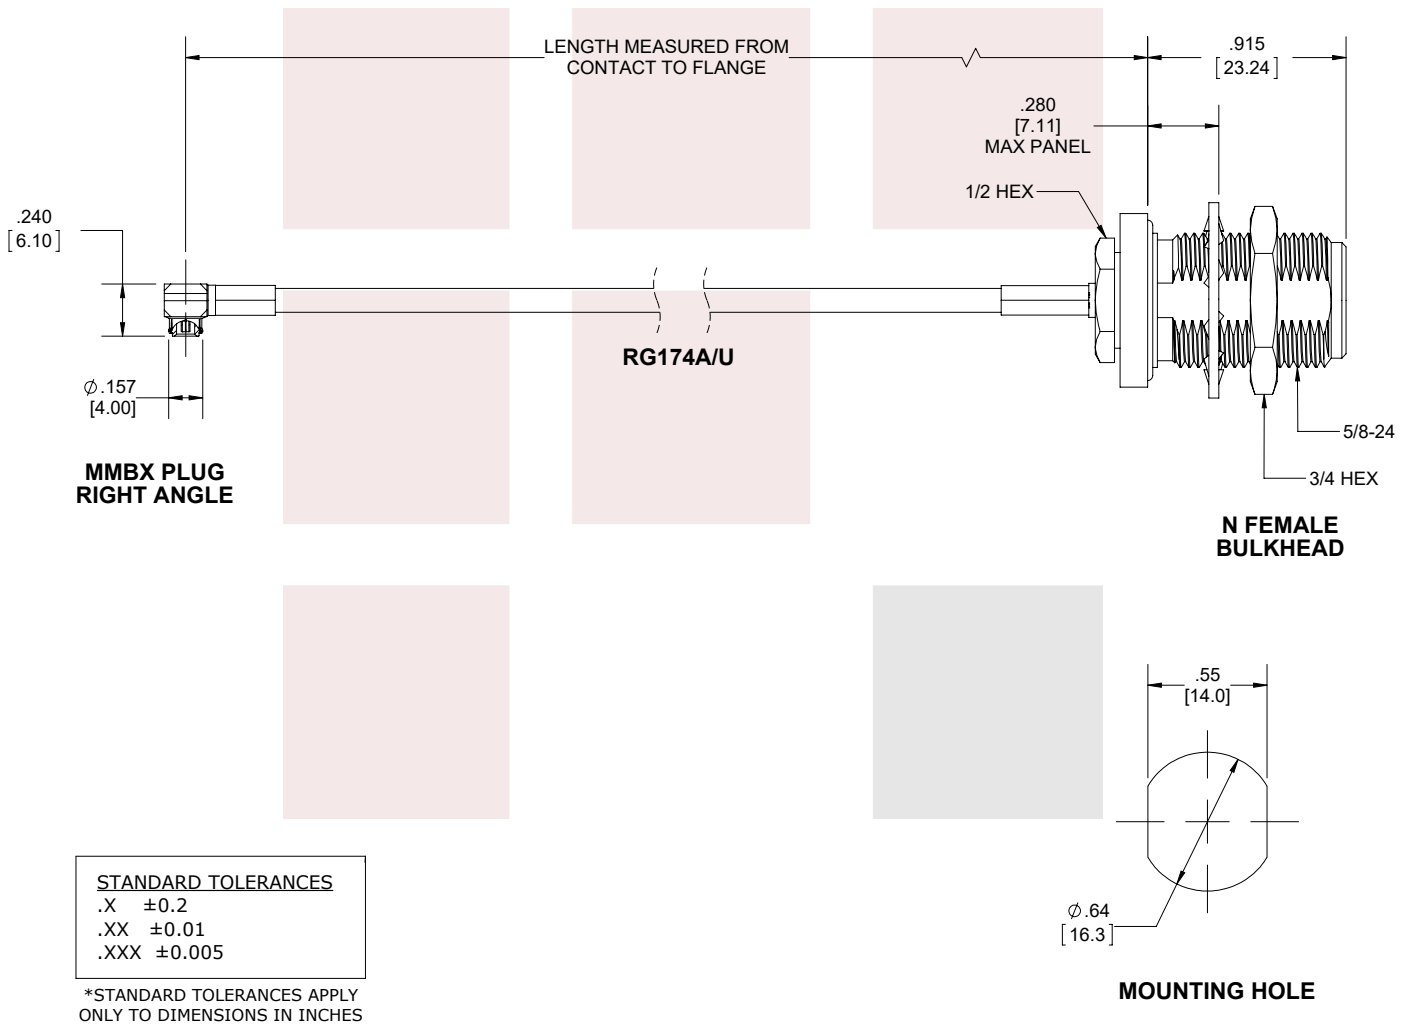 LENGTH MEASURED FROM
CONTACT TO FLANGE
.915
[23.24]
.280
[7.11]
MAX PANEL
1/2 HEX
.240
[6.10]
RG174A/U
Ø.157
[4.00]
5/8-24
3/4 HEX
MMBX PLUG
RIGHT ANGLE
N FEMALE
BULKHEAD
.55
[14.0]
Ø.64
[16.3]
MOUNTING HOLE
STANDARD TOLERANCES
.X ±0.2
.XX ±0.01
.XXX ±0.005
*STANDARD TOLERANCES APPLY
ONLY TO DIMENSIONS IN INCHES